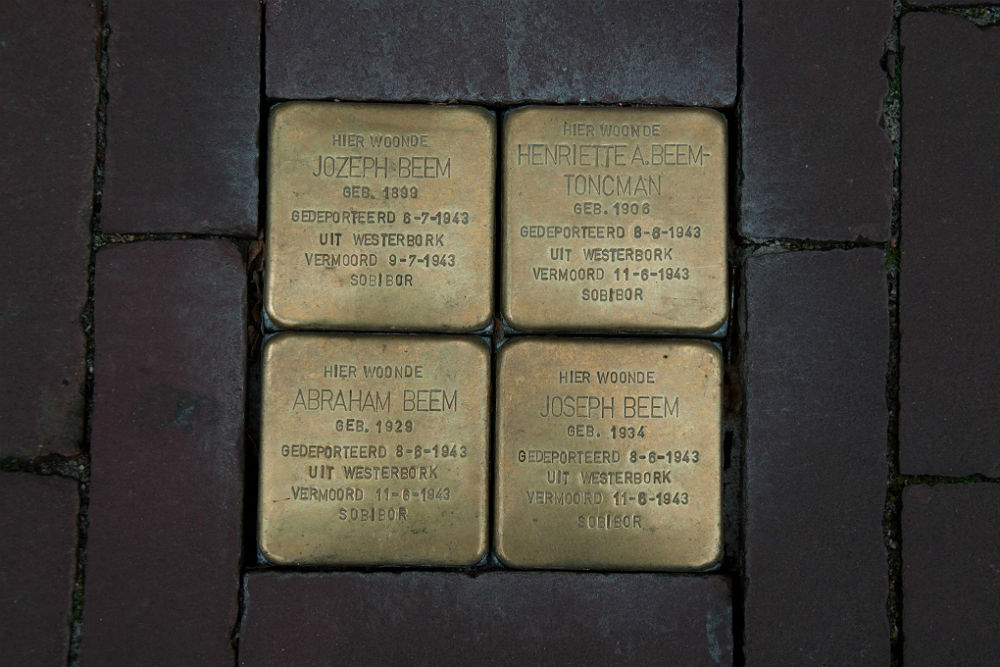 HIER WOONDE
JOZEPH BEEM
GEB. 1899
GEDEPORTEERD 6-7-1943
UIT WESTERBORK
VERMOORD 9-7-1943
SOBIBOR
HIER WOONDE
HENRIETTE A.BEEM-
TONCMAN
GEB. 1906
GEDEPORTEERD 8-6-1943
UIT WESTERBORK
VERMOORD 11-6-1943
SOBIBOR
HIER WOONDE
ABRAHAM BEEM
GEB. 1929
GEDEPORTEERD 8-6-1943
UIT WESTERBORK
VERMOORD 11-6-1943
SOBIBOR
HIER WOONDE
JOSEPH BEEM
GEB. 1934
GEDEPORTEERD 8-6-1943
UIT WESTERBORK
VERMOORD 11-6-1943
SOBIBOR